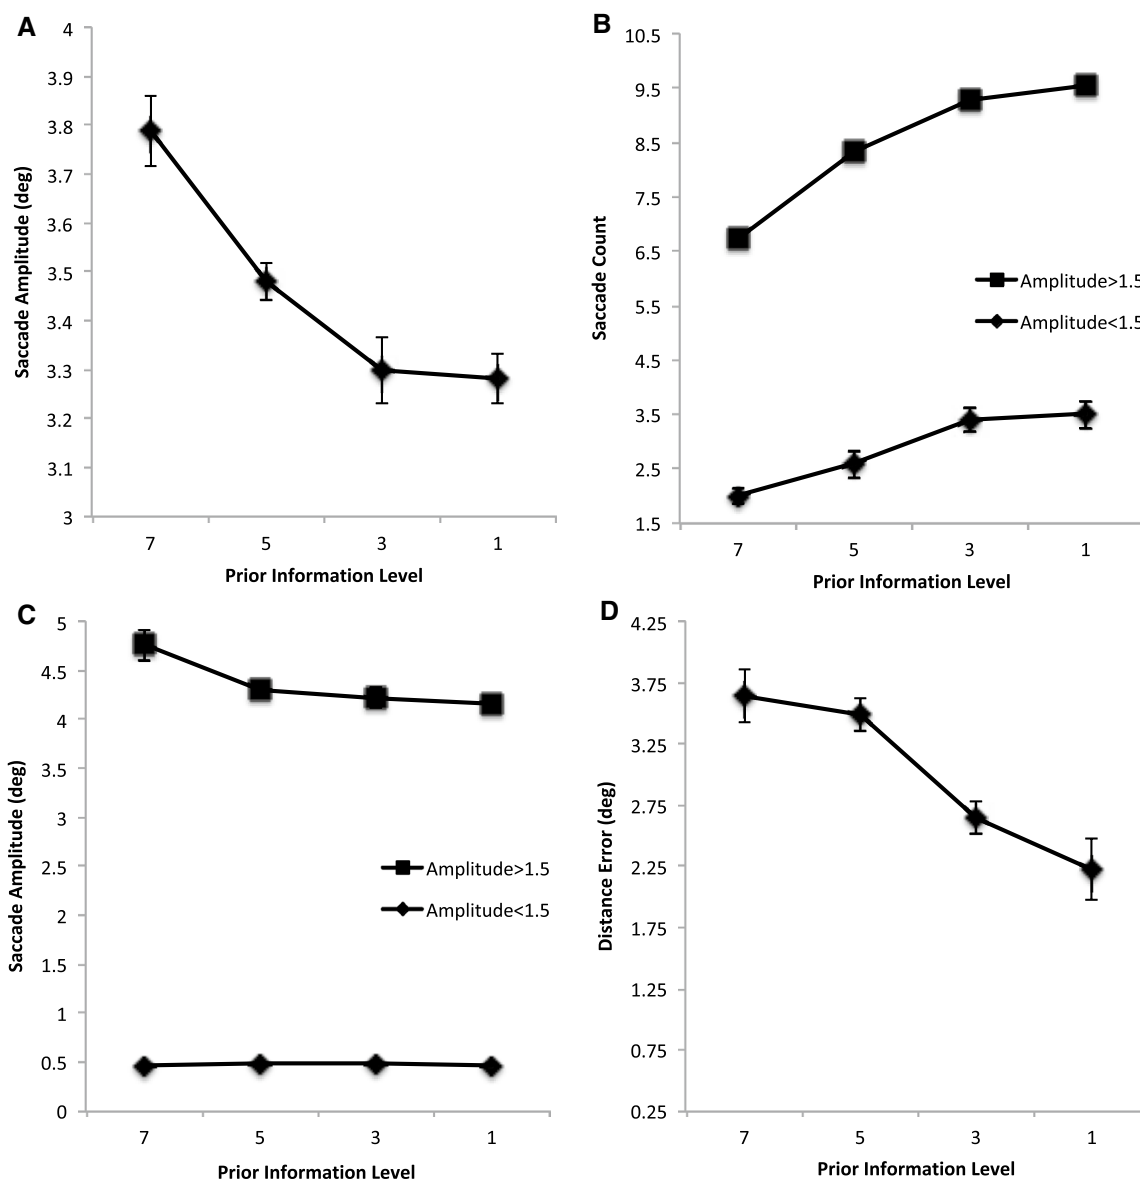 A
Saccade Amplitude (deg)
4
3.9
3.8
3.7
3.6
3.5
3.4
3.3
3.2
3.1
3
7 5 3 1
Prior Information Level
B
Saccade Count
10.5
9.5
8.5
7.5
6.5
5.5
4.5
3.5
2.5
1.5
Amplitude>1.5
Amplitude<1.5
7 5 3 1
Prior Information Level
C
Saccade Amplitude (deg)
5
4.5
4
3.5
3
2.5
2
1.5
1
0.5
0
Amplitude>1.5
Amplitude<1.5
7 5 3 1
Prior Information Level
D
Distance Error (deg)
4.25
3.75
3.25
2.75
2.25
1.75
1.25
0.75
0.25
7 5 3 1
Prior Information Level